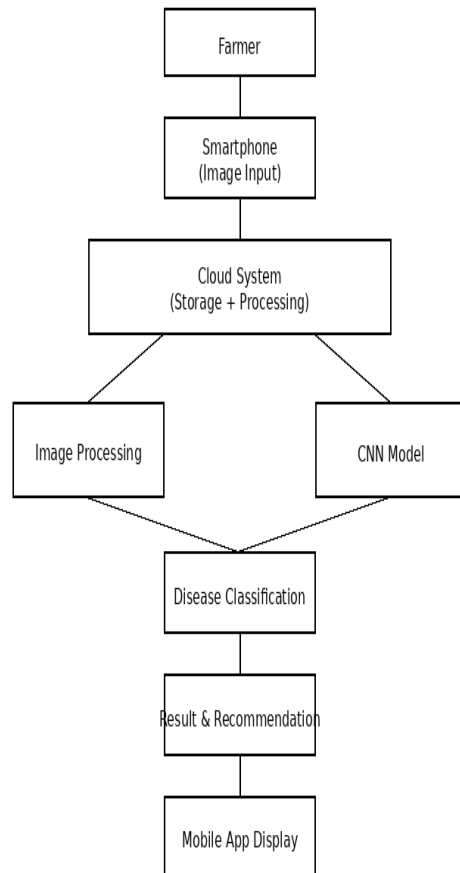 Farmer
Smartphone
(Image Input)
Cloud System
(Storage + Processing)
Image Processing
CNN Model
Disease Classification
Result & Recommendation
Mobile App Display